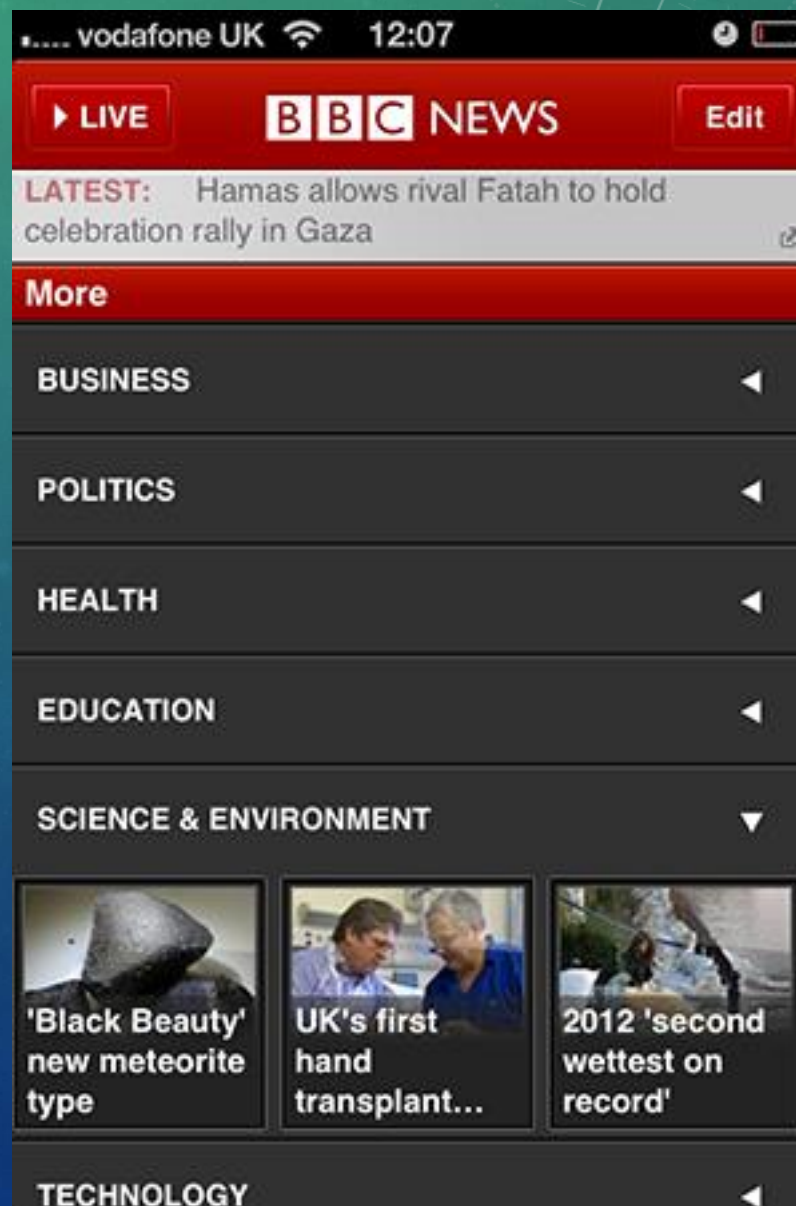 vodafone UK 12:07
LIVE
BBC NEWS
Edit
LATEST: Hamas allows rival Fatah to hold
celebration rally in Gaza
More
BUSINESS
POLITICS
HEALTH
EDUCATION
SCIENCE & ENVIRONMENT
'Black Beauty'
new meteorite
type
UK's first
hand
transplant...
2012 'second
wettest on
record'
TECHNOLOGY